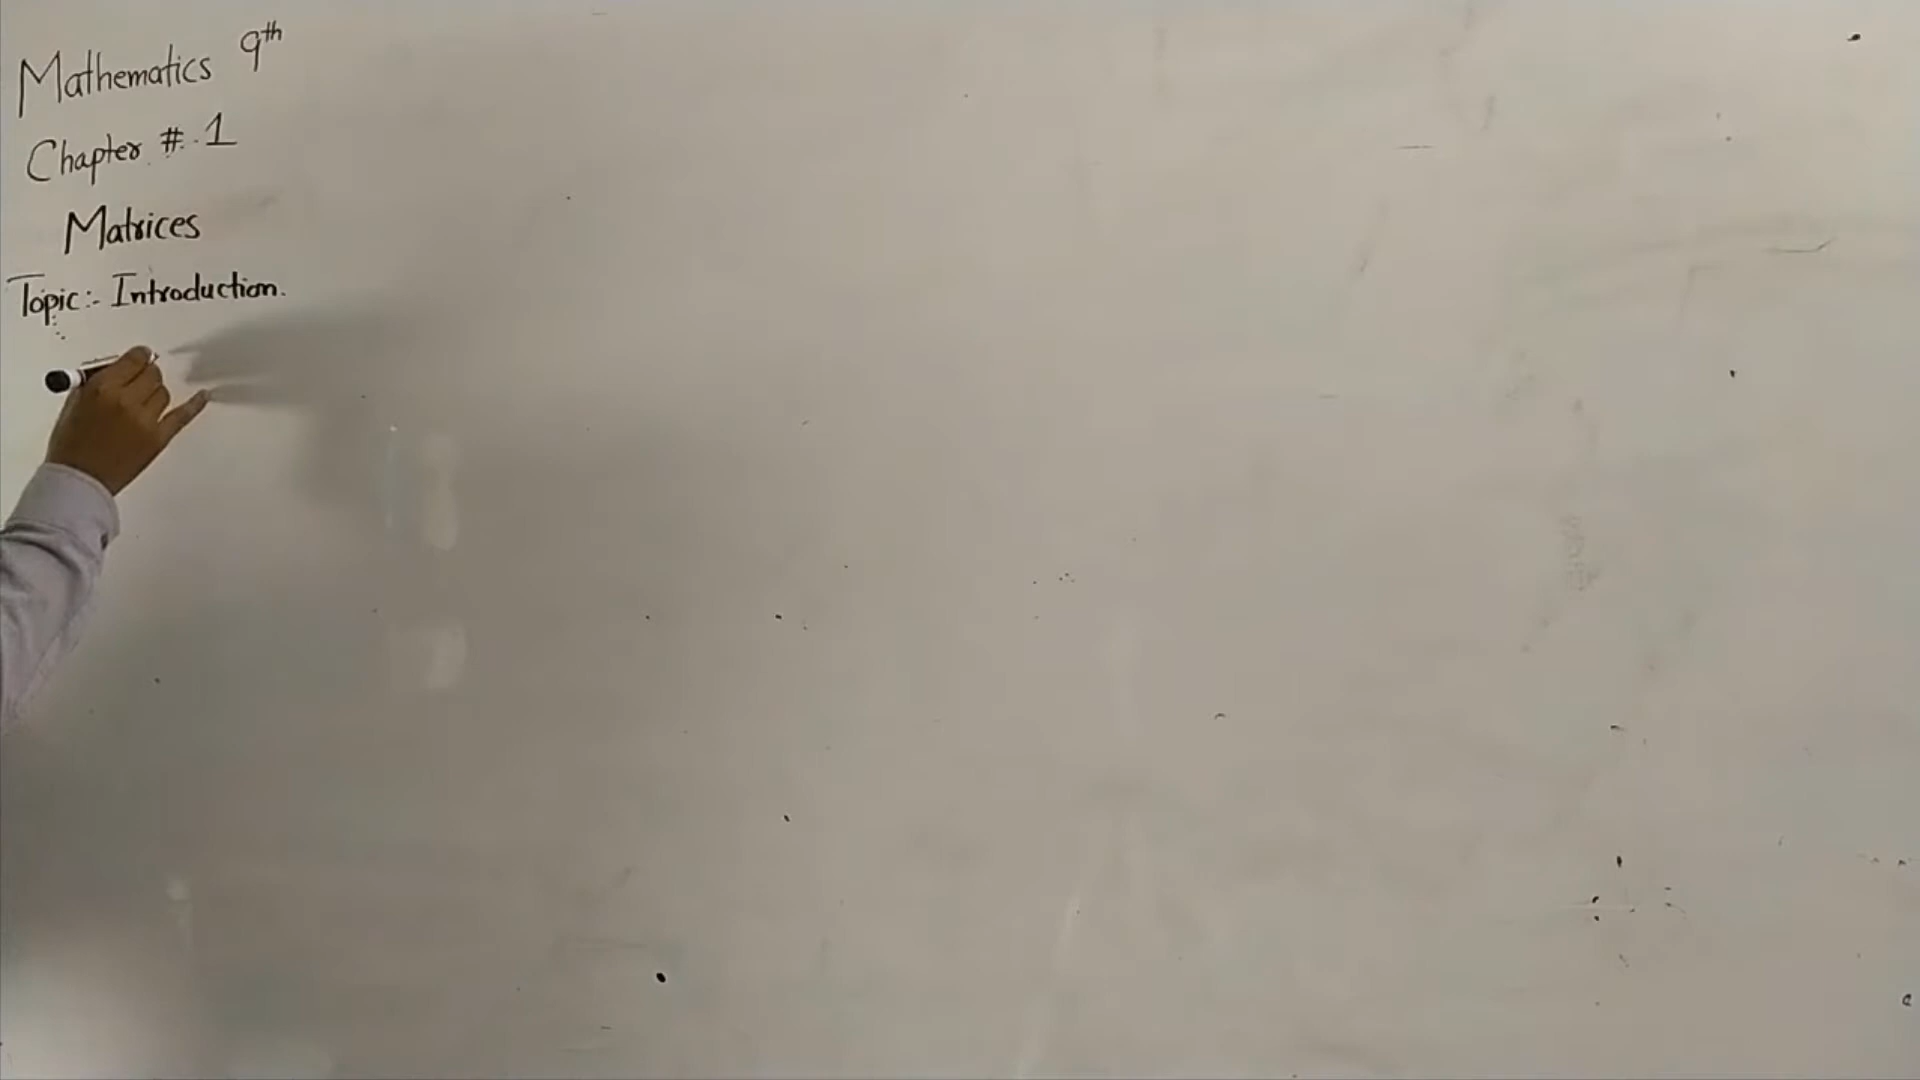 Mathematics 9th
Chapter # 1
Matrices
Topic:- Introduction.